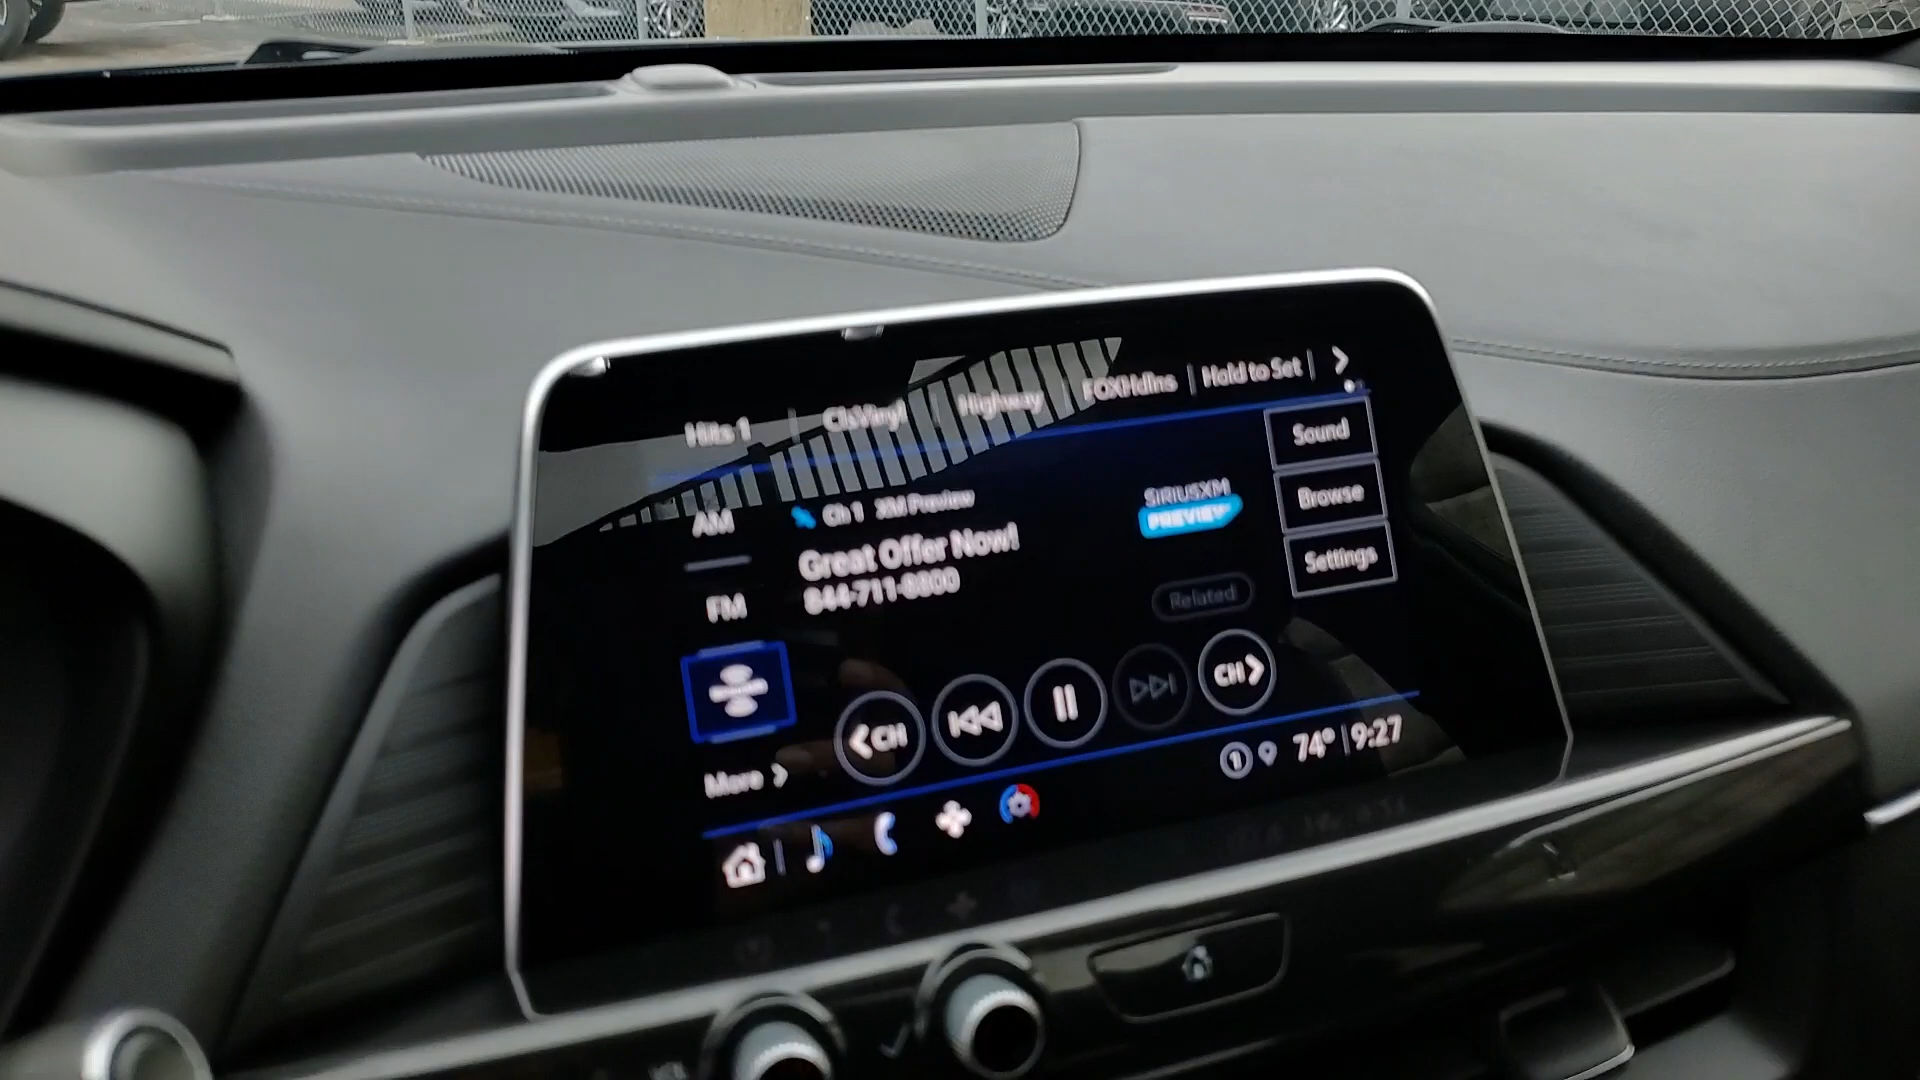 Hits 1 | ClsVinyl | Highway | FOXHdlns | Hold to Set |
Sound
AM
Ch 1 XM Preview
SiriusXM
PREVIEW
Browse
Great Offer Now!
844-711-8800
Settings
FM
Related
CH
CH
More
1 74° | 9:27